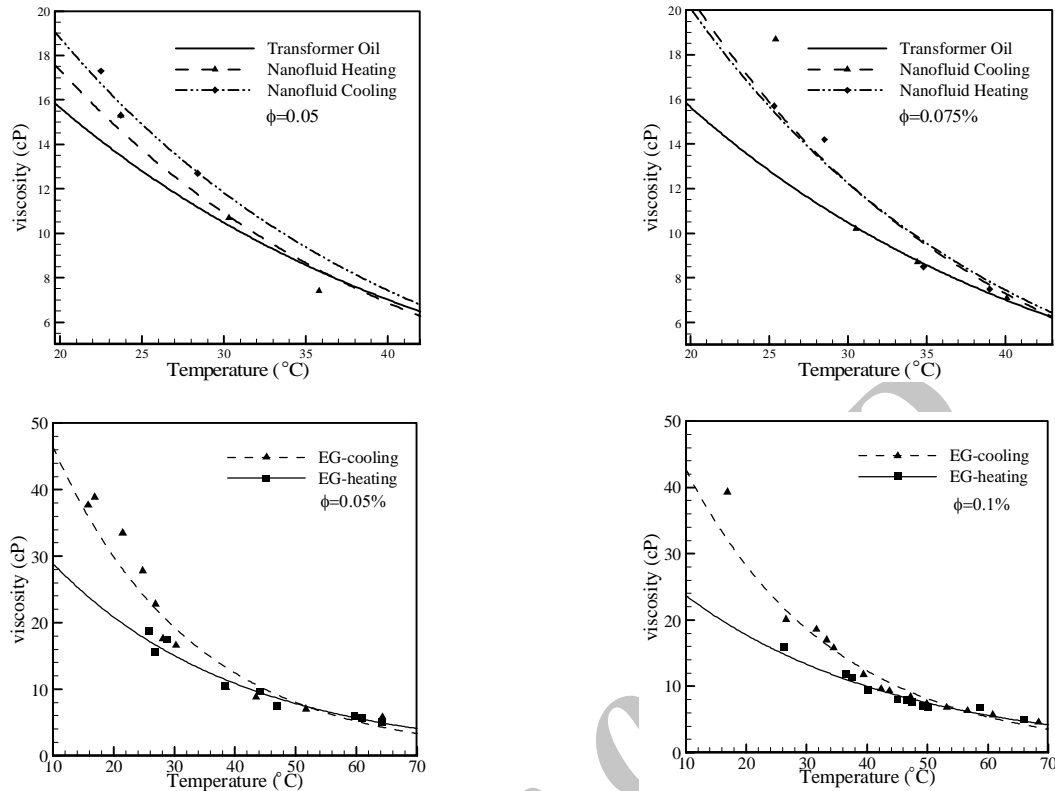 20
18
16
14
12
10
8
6
20 25 30 35 40
viscosity (cP)
Temperature (°C)
Transformer Oil
Nanofluid Heating
Nanofluid Cooling
ϕ=0.05
20
18
16
14
12
10
8
6
20 25 30 35 40
viscosity (cP)
Temperature (°C)
Transformer Oil
Nanofluid Cooling
Nanofluid Heating
ϕ=0.075%
50
40
30
20
10
0
10 20 30 40 50 60 70
viscosity (cP)
Temperature (°C)
EG-cooling
EG-heating
ϕ=0.05%
50
40
30
20
10
0
10 20 30 40 50 60 70
viscosity (cP)
Temperature (°C)
EG-cooling
EG-heating
ϕ=0.1%